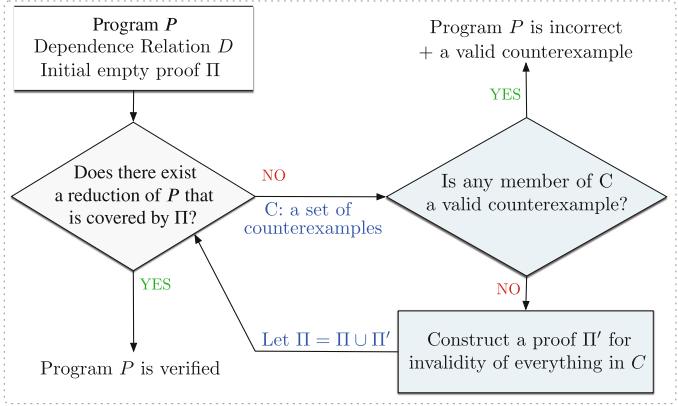 Program P
Dependence Relation D
Initial empty proof Π
Program P is incorrect
+ a valid counterexample
YES
Does there exist
a reduction of P that
is covered by Π?
NO
C: a set of
counterexamples
Is any member of C
a valid counterexample?
YES
NO
Let Π = Π ∪ Π′
Construct a proof Π′ for
invalidity of everything in C
Program P is verified